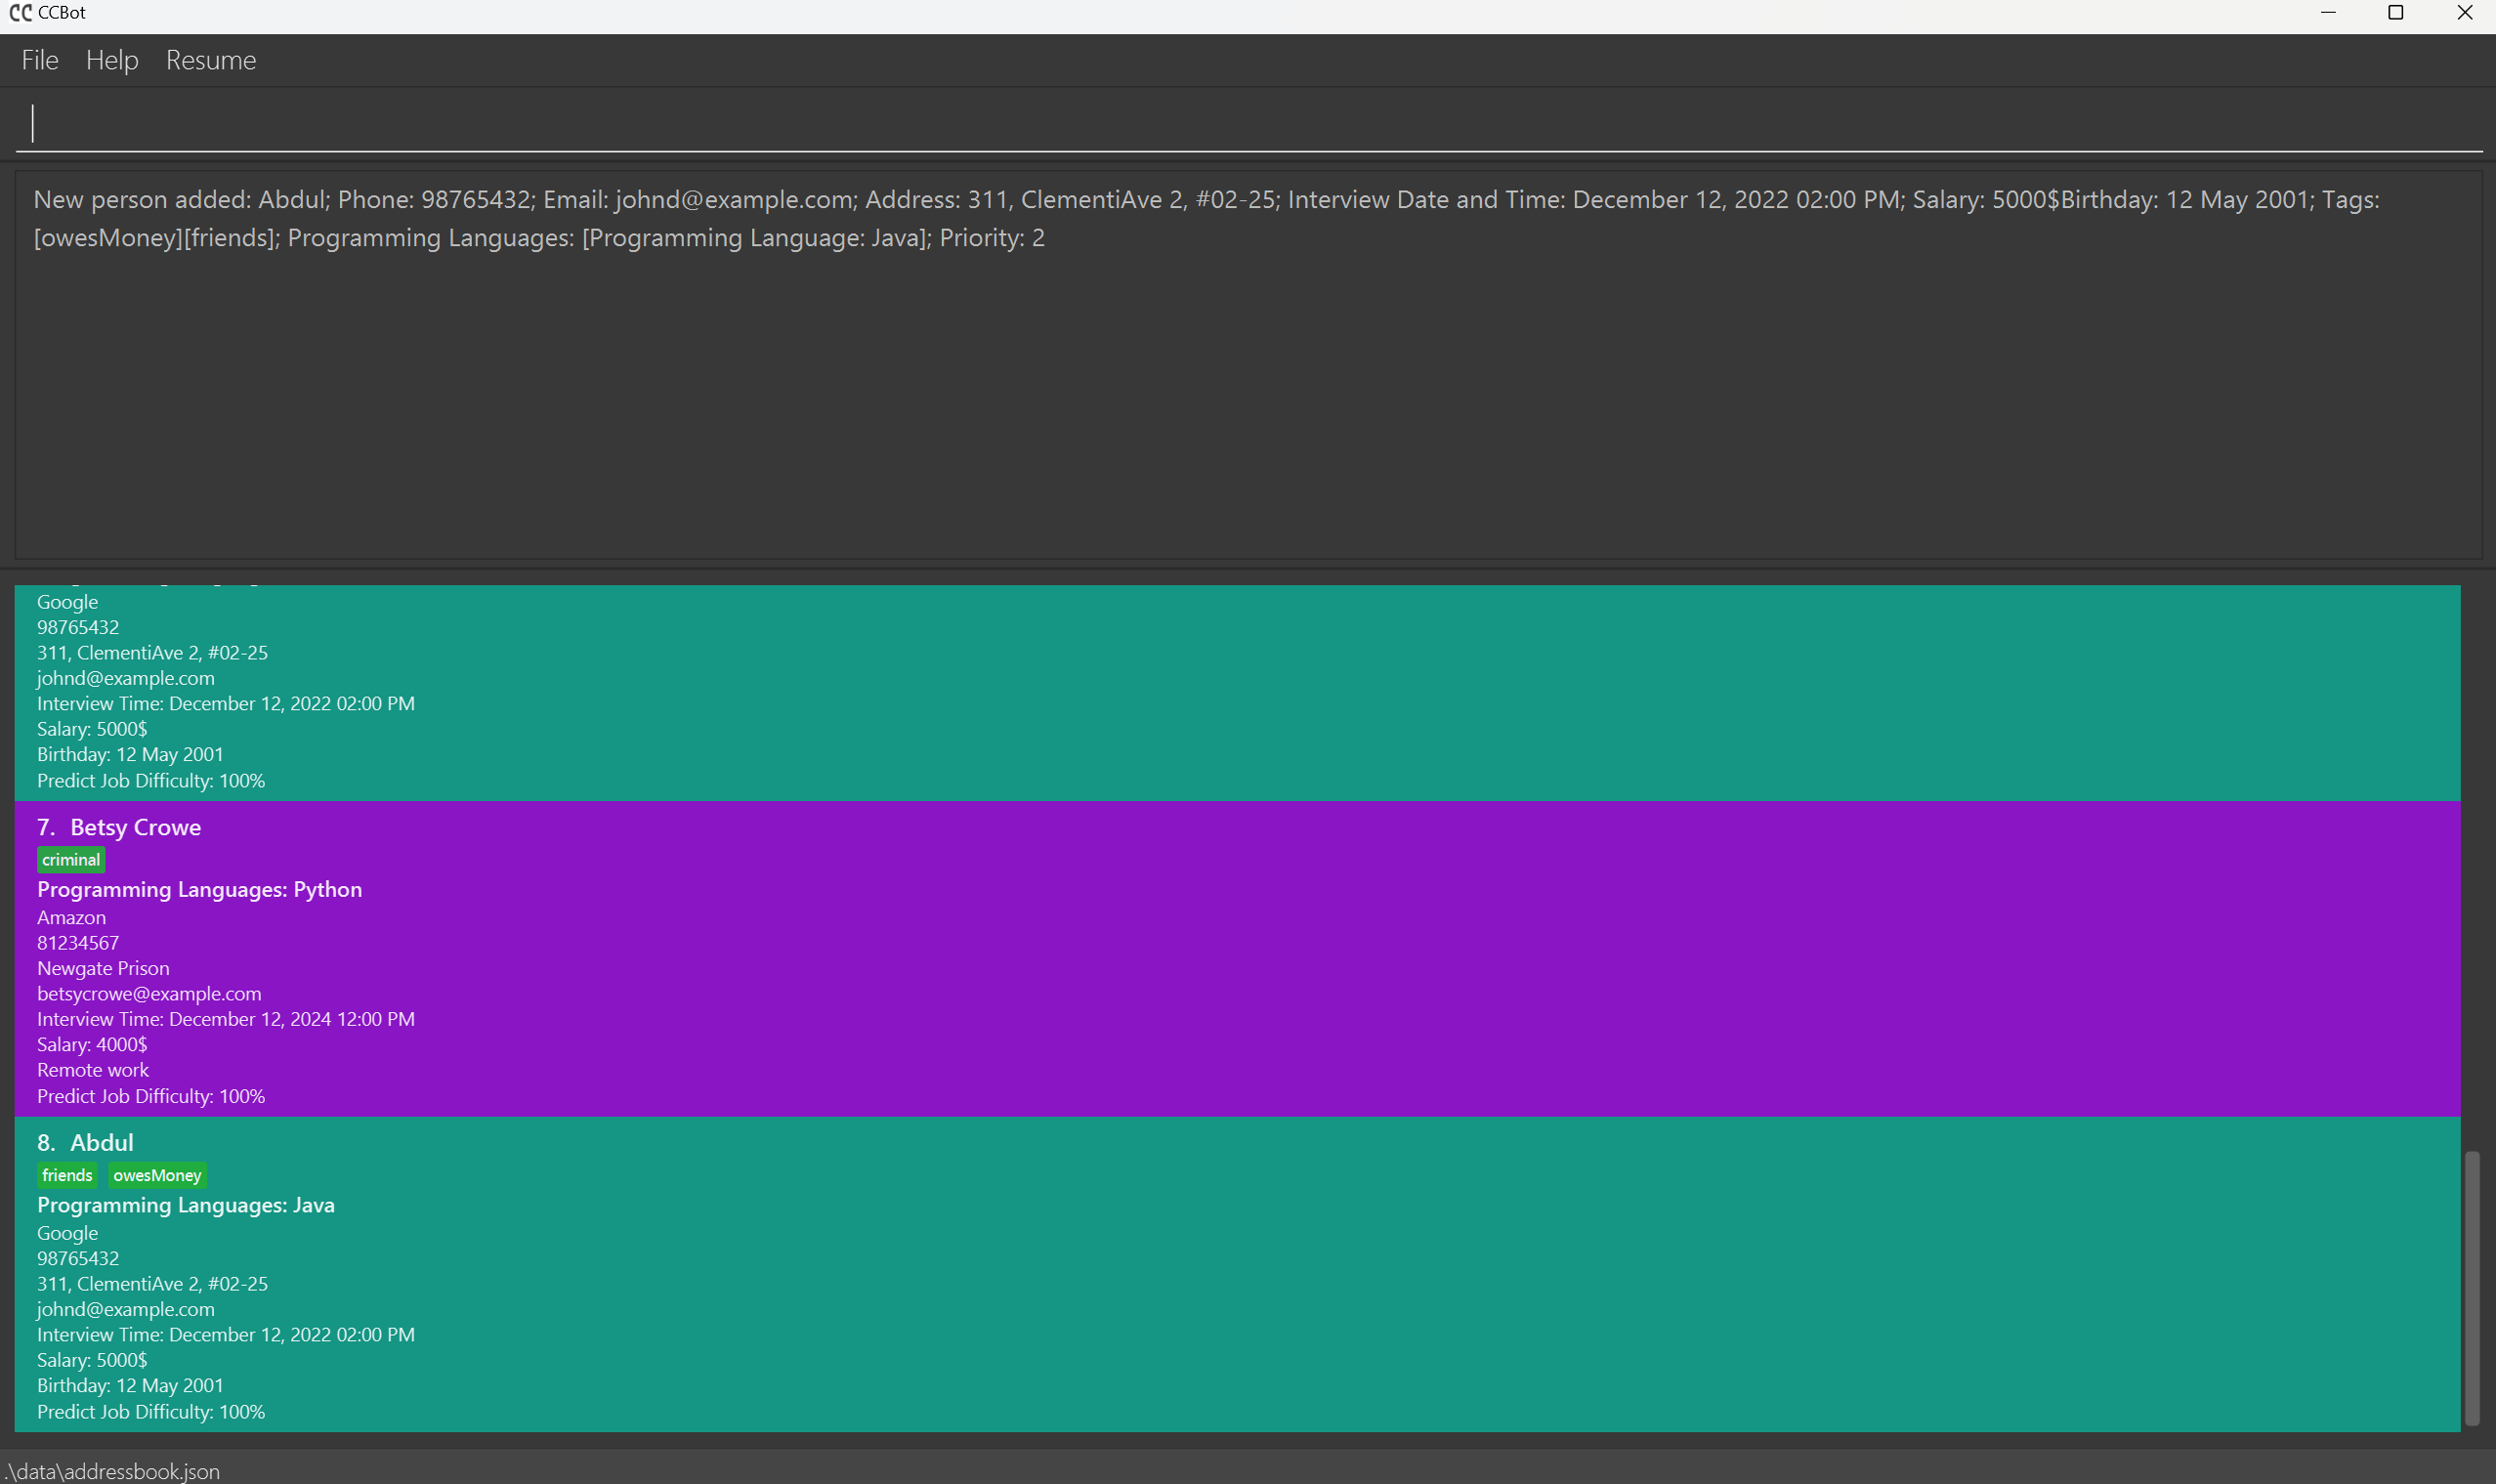 CCBot
File Help Resume
New person added: Abdul; Phone: 98765432; Email: johnd@example.com; Address: 311, ClementiAve 2, #02-25; Interview Date and Time: December 12, 2022 02:00 PM; Salary: 5000$Birthday: 12 May 2001; Tags:
[owesMoney][friends]; Programming Languages: [Programming Language: Java]; Priority: 2
Google
98765432
311, ClementiAve 2, #02-25
johnd@example.com
Interview Time: December 12, 2022 02:00 PM
Salary: 5000$
Birthday: 12 May 2001
Predict Job Difficulty: 100%
7. Betsy Crowe
criminal
Programming Languages: Python
Amazon
81234567
Newgate Prison
betsycrowe@example.com
Interview Time: December 12, 2024 12:00 PM
Salary: 4000$
Remote work
Predict Job Difficulty: 100%
8. Abdul
friends owesMoney
Programming Languages: Java
Google
98765432
311, ClementiAve 2, #02-25
johnd@example.com
Interview Time: December 12, 2022 02:00 PM
Salary: 5000$
Birthday: 12 May 2001
Predict Job Difficulty: 100%
.\data\addressbook.json